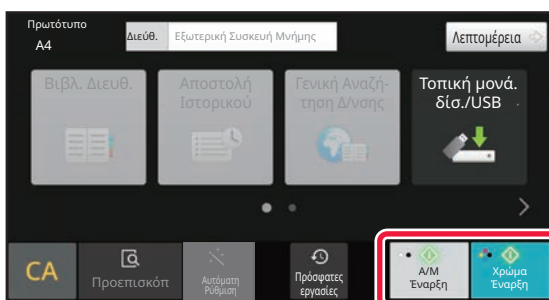 Πρωτότυπο
A4
Διεύθ.
Εξωτερική Συσκευή Μνήμης
Λεπτομέρεια
Βιβλ. Διευθ.
Αποστολή
Ιστορικού
Γενική Αναζή-
τηση Δ/νσης
Τοπική μονά.
δίσ./USB
CA
Προεπισκόπ
Αυτόματη
Ρύθμιση
Πρόσφατες
εργασίες
Α/Μ
Έναρξη
Χρώμα
Έναρξη